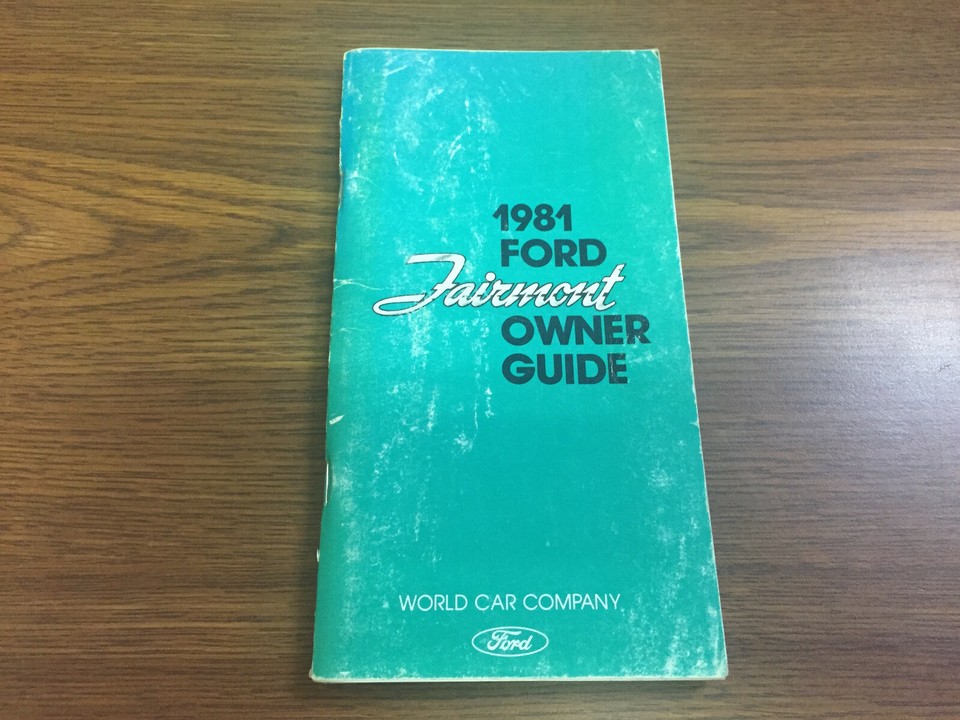 1981
FORD
Fairmont
OWNER
GUIDE
WORLD CAR COMPANY
Ford